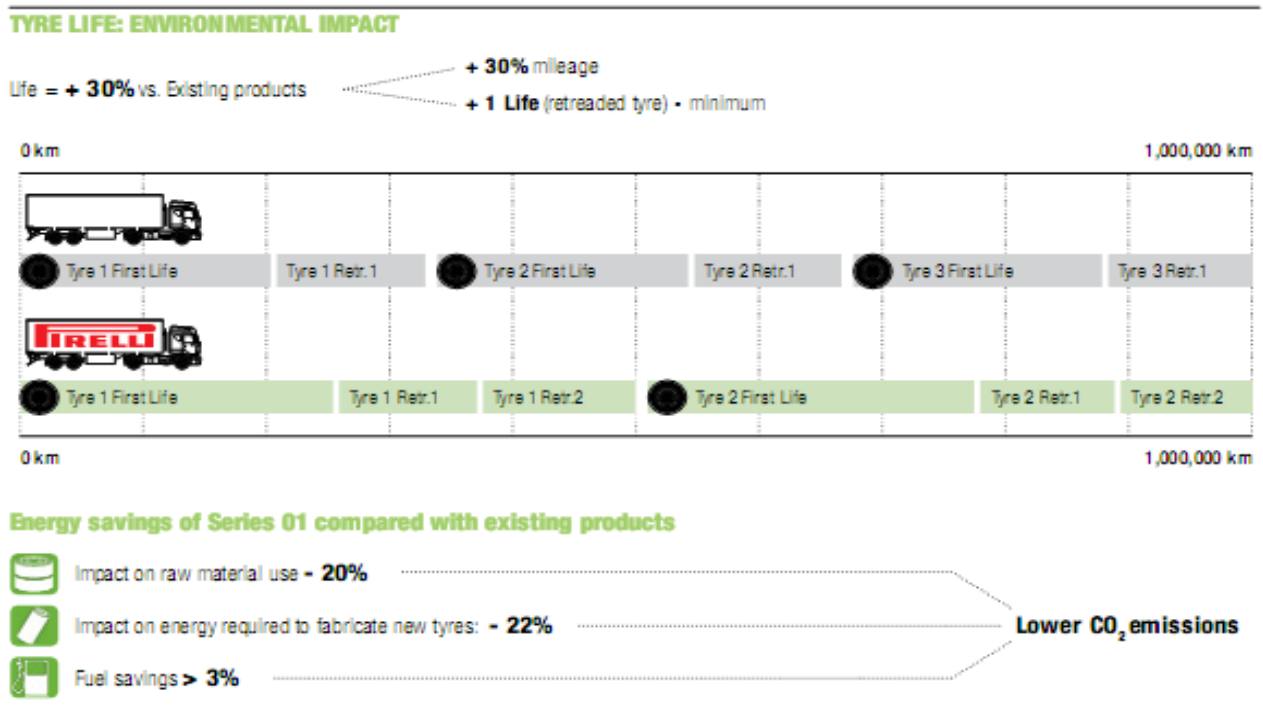 TYRE LIFE: ENVIRONMENTAL IMPACT
+ 30% mileage
Life = + 30% vs. Existing products
+ 1 Life (retreaded tyre) - minimum
0 km 1,000,000 km
Tyre 1 First Life Tyre 1 Retr. 1 Tyre 2 First Life Tyre 2 Retr.1 Tyre 3 First Life Tyre 3 Retr.1
PIRELLI
Tyre 1 First Life Tyre 1 Retr.1 Tyre 1 Retr.2 Tyre 2 First Life Tyre 2 Retr.1 Tyre 2 Retr.2
0 km 1,000,000 km
Energy savings of Series 01 compared with existing products
Impact on raw material use - 20%
Impact on energy required to fabricate new tyres: - 22% Lower CO₂ emissions
Fuel savings > 3%